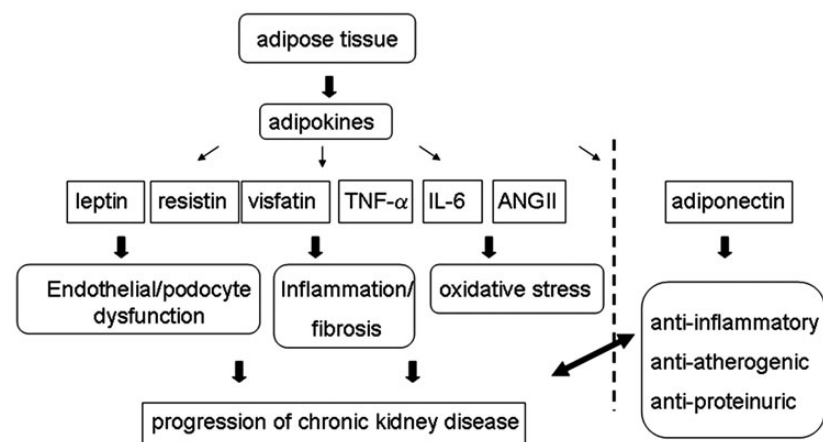 adipose tissue
adipokines
leptin
resistin
visfatin
TNF-α
IL-6
ANGII
adiponectin
Endothelial/podocyte
dysfunction
Inflammation/
fibrosis
oxidative stress
anti-inflammatory
anti-atherogenic
anti-proteinuric
progression of chronic kidney disease